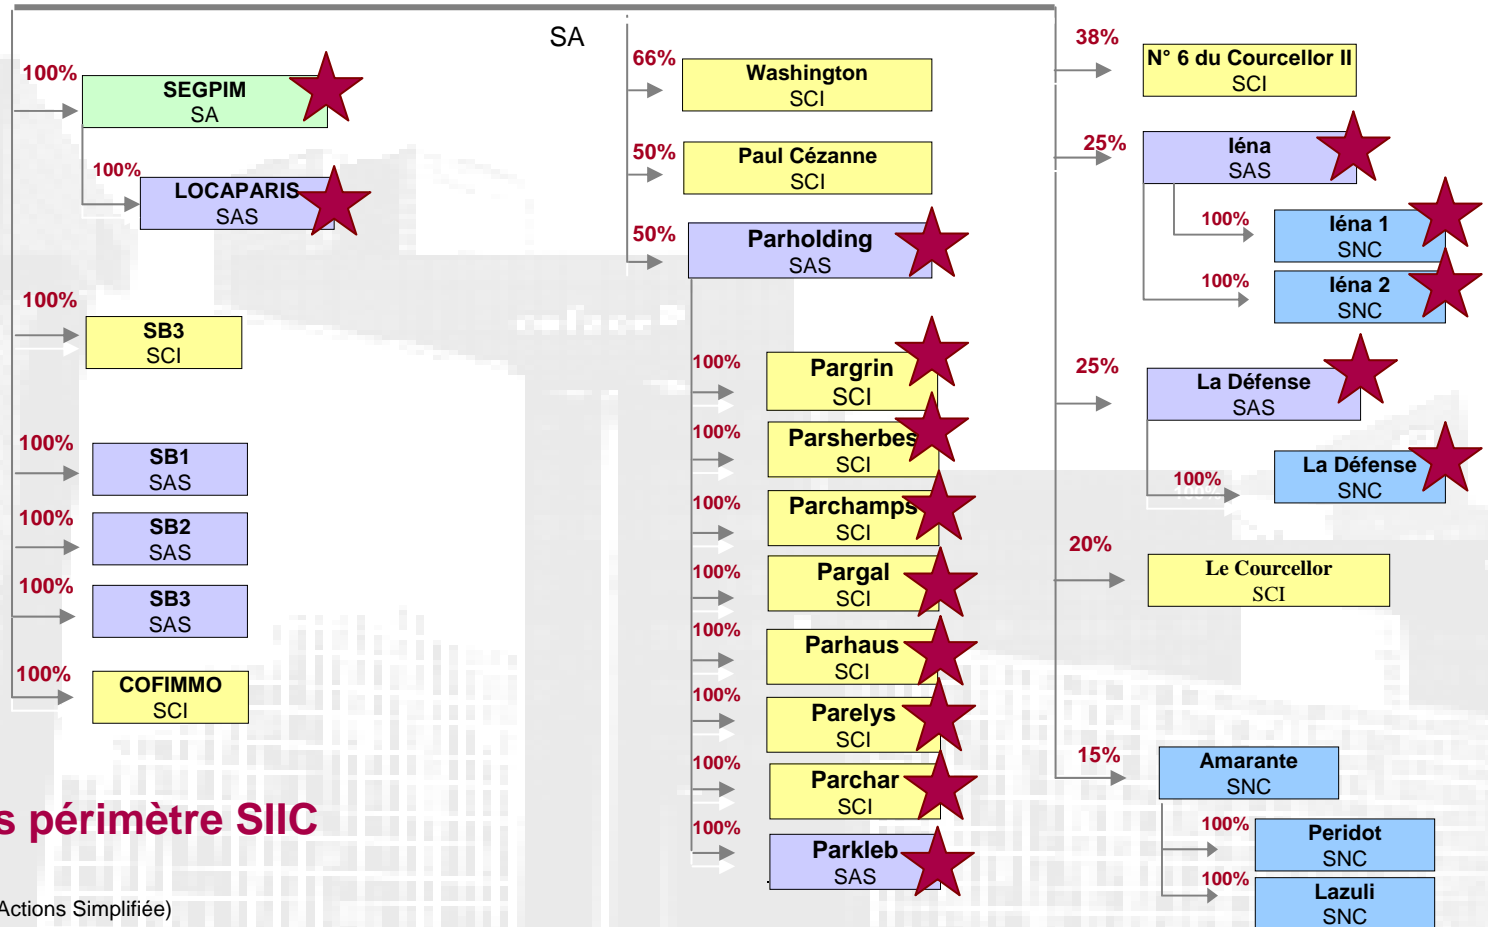 SA
100%
SEGPIM
SA
100%
LOCAPARIS
SAS
100%
SB3
SCI
100%
SB1
SAS
100%
SB2
SAS
100%
SB3
SAS
100%
COFIMMO
SCI
66%
Washington
SCI
50%
Paul Cézanne
SCI
50%
Parholding
SAS
100%
Pargrin
SCI
100%
Parsherbes
SCI
100%
Parchamps
SCI
100%
Pargal
SCI
100%
Parhaus
SCI
100%
Parelys
SCI
100%
Parchar
SCI
100%
Parkleb
SAS
38%
N° 6 du Courcellor II
SCI
25%
Iéna
SAS
100%
Iéna 1
SNC
100%
Iéna 2
SNC
25%
La Défense
SAS
100%
La Défense
SNC
20%
Le Courcellor
SCI
15%
Amarante
SNC
100%
Peridot
SNC
100%
Lazuli
SNC
s périmètre SIIC
Actions Simplifiée)